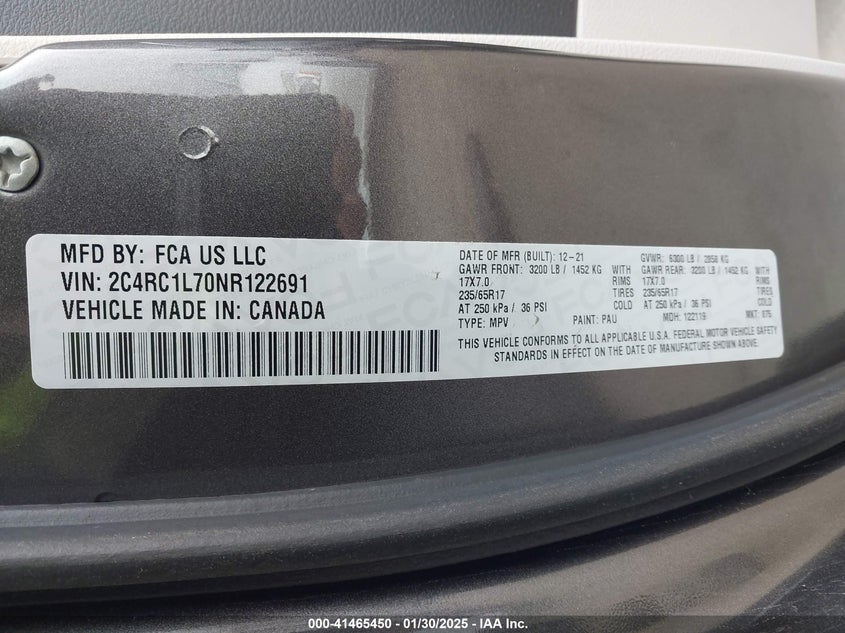 MFD BY: FCA US LLC
VIN: 2C4RC1L70NR122691
VEHICLE MADE IN: CANADA
DATE OF MFR (BUILT): 12-21 GVWR: 6300 LB / 2858 KG
GAWR FRONT: 3200 LB / 1452 KG WITH GAWR REAR: 3200 LB / 1452 KG WITH
17X7.0 RIMS 17X7.0 RIMS
235/65R17 TIRES 235/65R17 TIRES
AT 250 kPa / 36 PSI COLD AT 250 kPa / 36 PSI COLD
TYPE: MPV PAINT: PAU MDH: 122119 MKT: 875
THIS VEHICLE CONFORMS TO ALL APPLICABLE U.S.A. FEDERAL MOTOR VEHICLE SAFETY
STANDARDS IN EFFECT ON THE DATE OF MANUFACTURE SHOWN ABOVE.
000-41465450 - 01/30/2025 - IAA Inc.